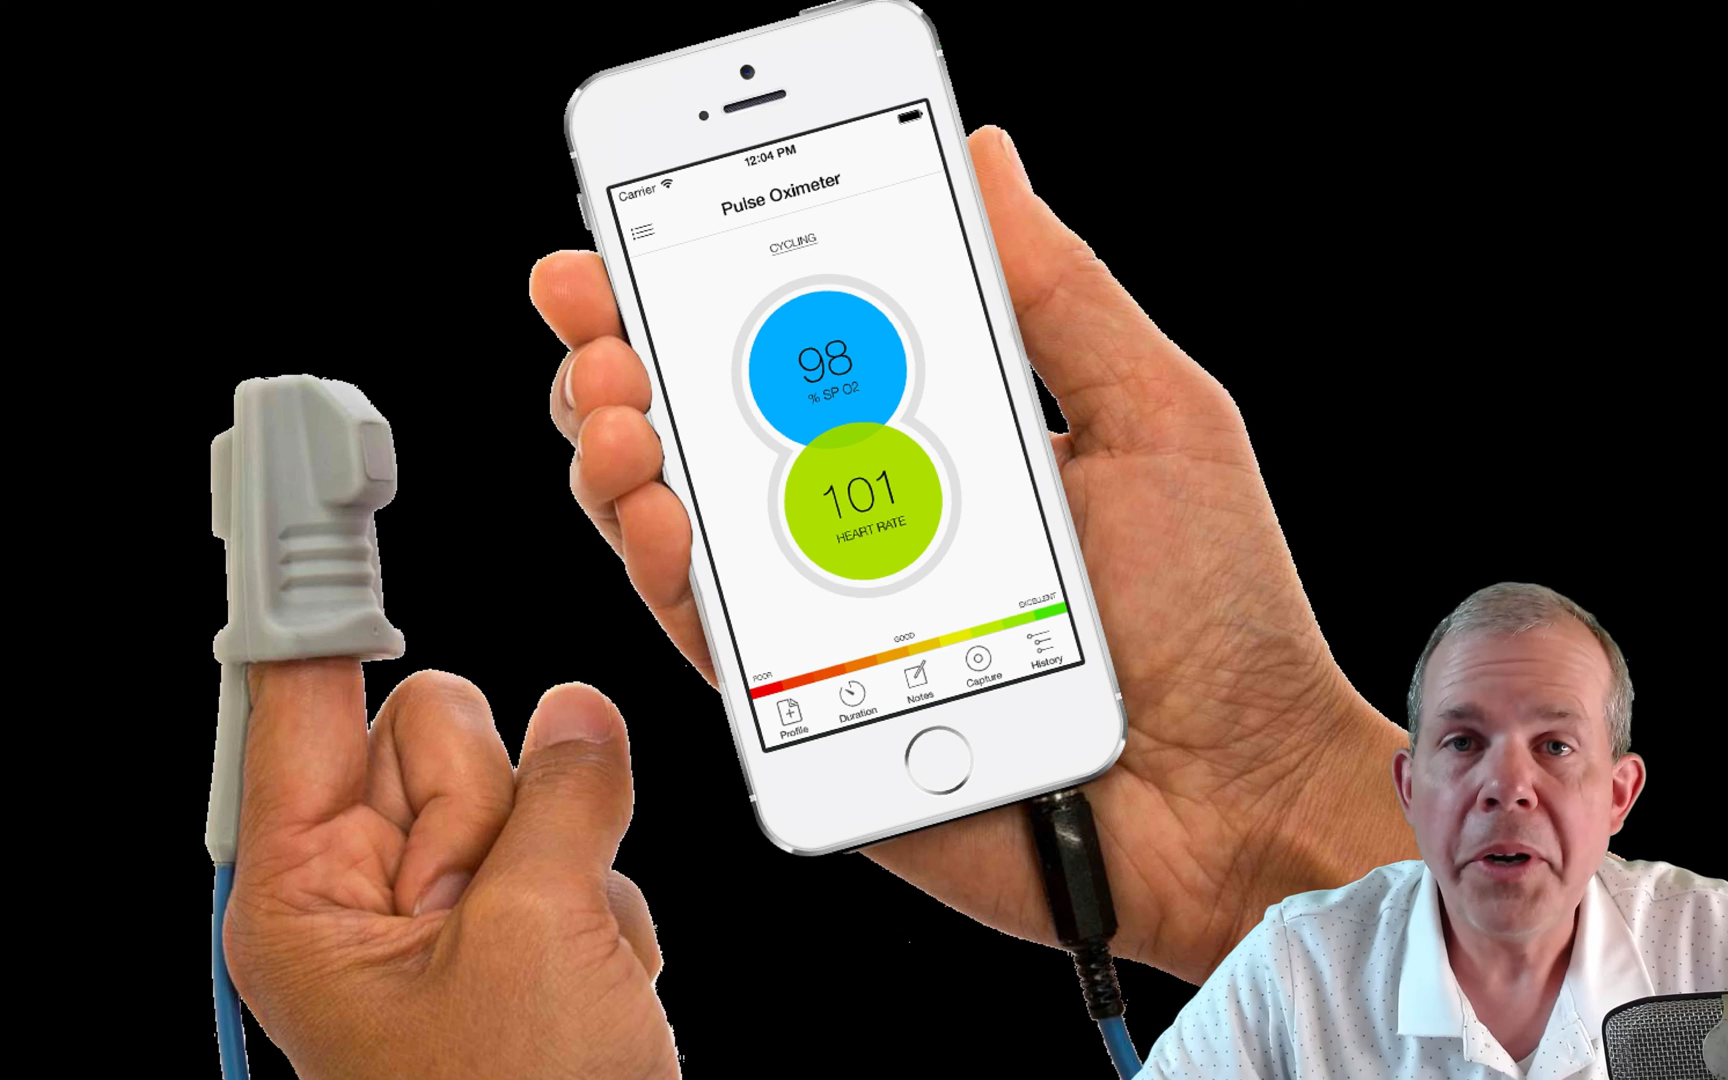 12:04 PM
Carrier
Pulse Oximeter
CYCLING
98
% SP O2
101
HEART RATE
POOR
GOOD
EXCELLENT
Profile
Duration
Notes
Capture
History